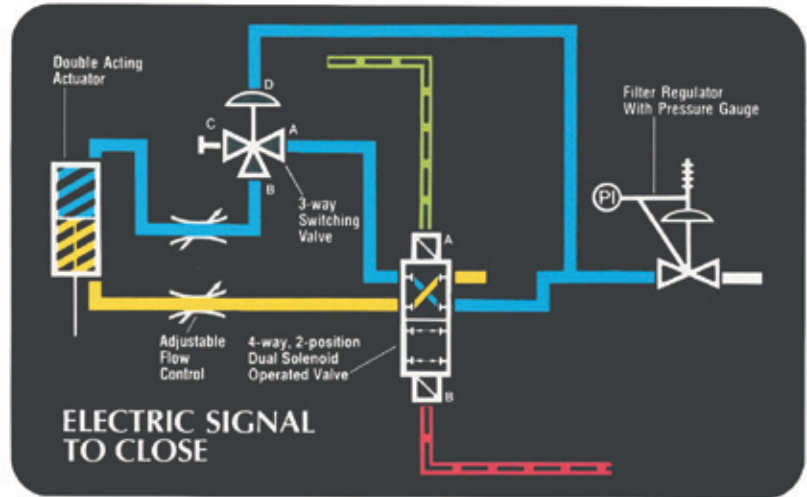 Double Acting
Actuator
D
C
A
B
3-way
Switching
Valve
Filter Regulator
With Pressure Gauge
PI
A
Adjustable
Flow
Control
4-way, 2-position
Dual Solenoid
Operated Valve
B
ELECTRIC SIGNAL
TO CLOSE